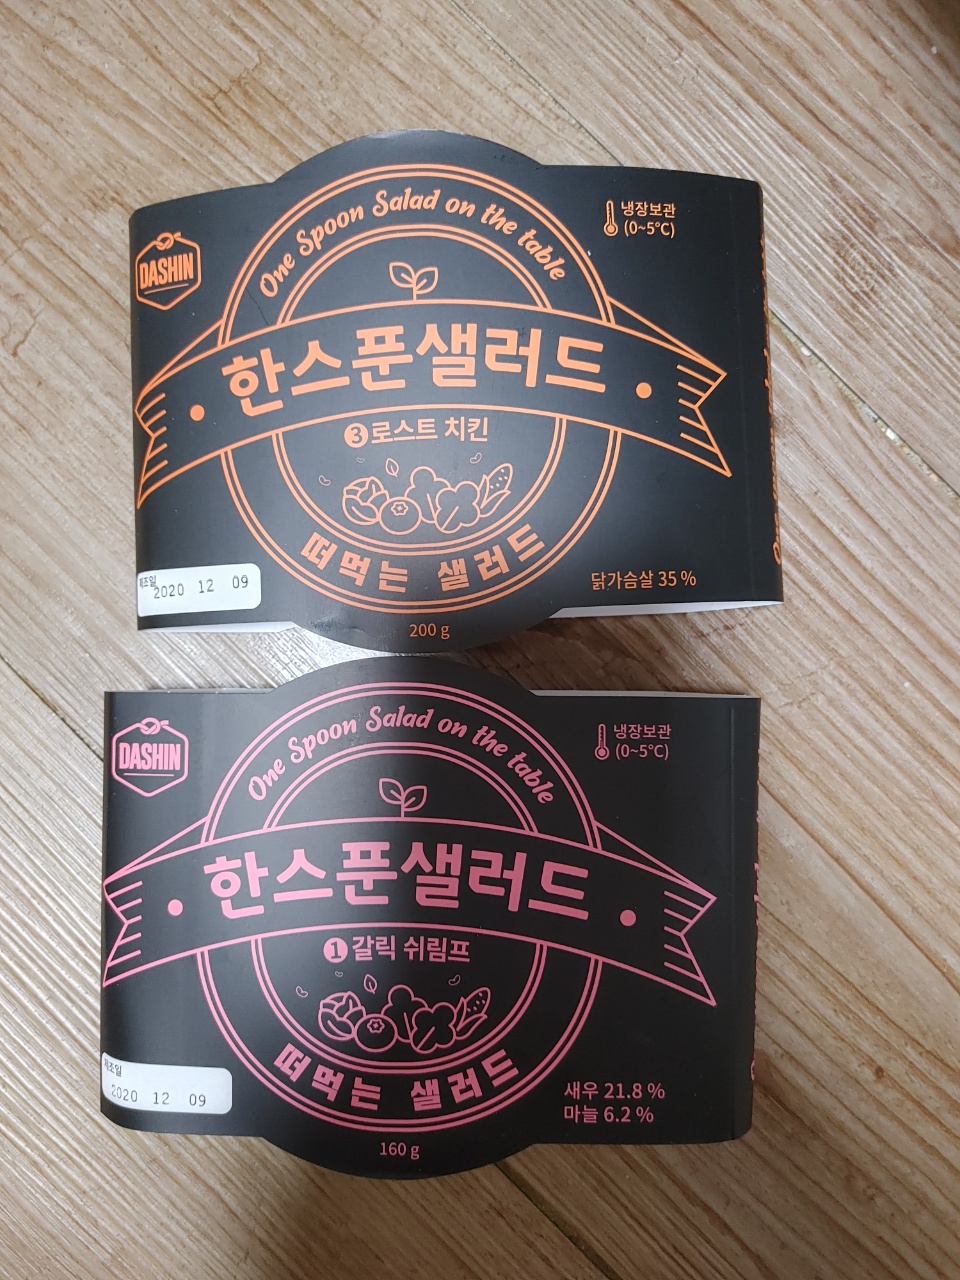 One Spoon Salad on the table
냉장보관
(0~5℃)
DASHIN
한스푼샐러드
3 로스트 치킨
떠먹는 샐러드
닭가슴살 35 %
제조일
2020 12 09
200 g
One Spoon Salad on the table
냉장보관
(0~5℃)
DASHIN
한스푼샐러드
1 갈릭 쉬림프
떠먹는 샐러드
제조일
2020 12 09
새우 21.8 %
마늘 6.2 %
160 g